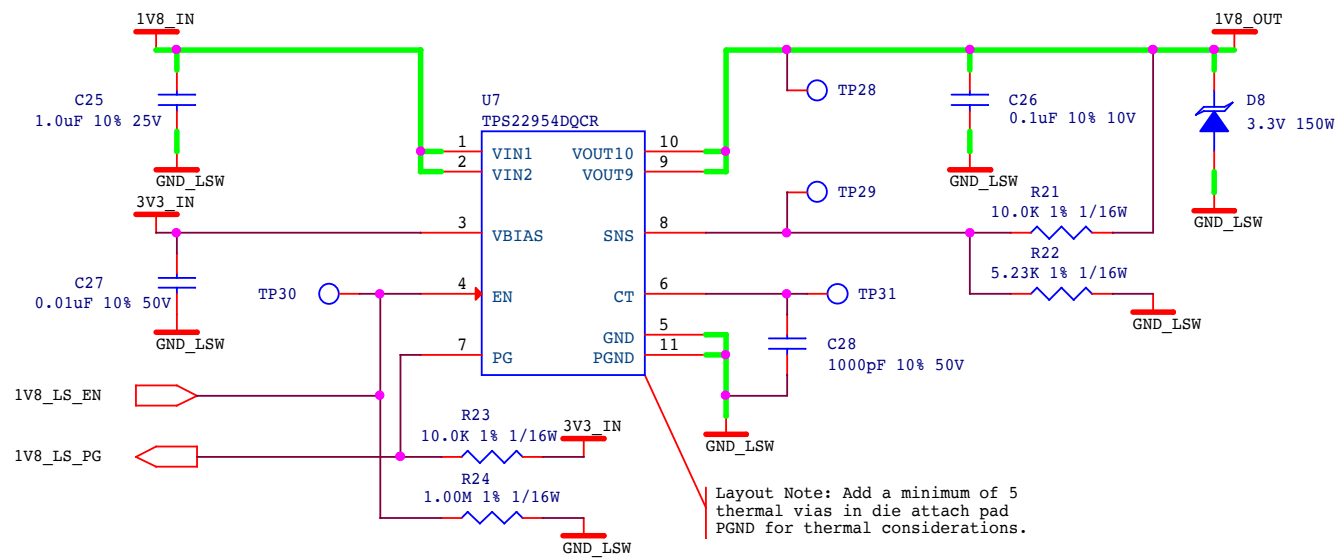 1V8_IN
1V8_OUT
C25
1.0uF 10% 25V
GND_LSW
U7
TPS22954DQCR
1
VIN1
2
VIN2
VOUT10
10
VOUT9
9
TP28
C26
0.1uF 10% 10V
GND_LSW
D8
3.3V 150W
GND_LSW
3V3_IN
3
VBIAS
SNS
8
TP29
R21
10.0K 1% 1/16W
R22
5.23K 1% 1/16W
GND_LSW
C27
0.01uF 10% 50V
GND_LSW
TP30
4
EN
CT
6
TP31
GND
5
7
PG
PGND
11
C28
1000pF 10% 50V
GND_LSW
1V8_LS_EN
R23
10.0K 1% 1/16W
3V3_IN
1V8_LS_PG
R24
1.00M 1% 1/16W
GND_LSW
Layout Note: Add a minimum of 5
thermal vias in die attach pad
PGND for thermal considerations.